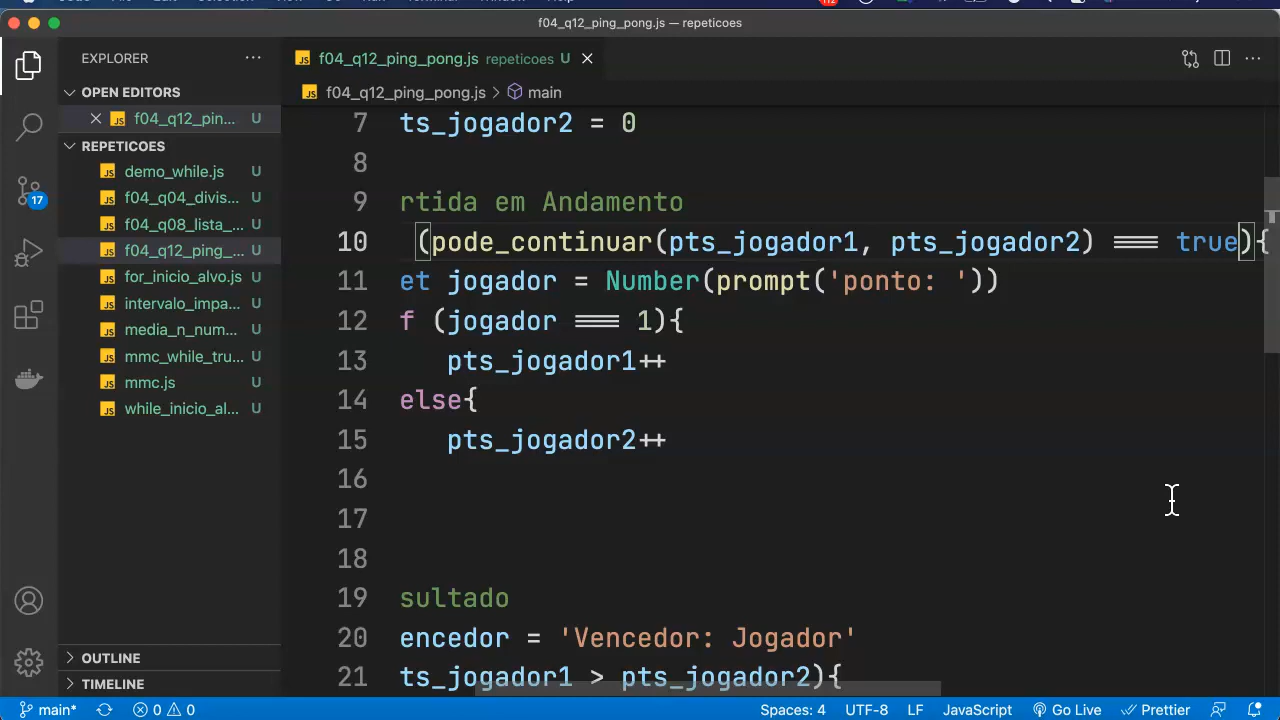 f04_q12_ping_pong.js — repeticoes
EXPLORER
f04_q12_ping_pong.js repeticoes U
OPEN EDITORS
f04_q12_ping_pong.js > main
f04_q12_pin... U
REPETICOES
demo_while.js U
f04_q04_divis... U
f04_q08_lista_... U
f04_q12_ping_... U
for_inicio_alvo.js U
intervalo_impa... U
media_n_num... U
mmc_while_tru... U
mmc.js U
while_inicio_al... U
17
7 ts_jogador2 = 0
8
9 rtida em Andamento
10 (pode_continuar(pts_jogador1, pts_jogador2) === true){
11 et jogador = Number(prompt('ponto: '))
12 f (jogador === 1){
13 pts_jogador1++
14 else{
15 pts_jogador2++
16
17
18
19 sultado
20 encedor = 'Vencedor: Jogador'
21 ts_jogador1 > pts_jogador2){
OUTLINE
TIMELINE
main* 0 0 Spaces: 4 UTF-8 LF JavaScript Go Live Prettier